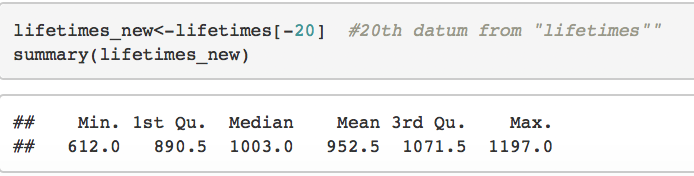 lifetimes_new<-lifetimes[-20]  #20th datum from "lifetimes""
summary(lifetimes_new)
##    Min. 1st Qu.  Median    Mean 3rd Qu.    Max.
##   612.0   890.5  1003.0   952.5  1071.5  1197.0